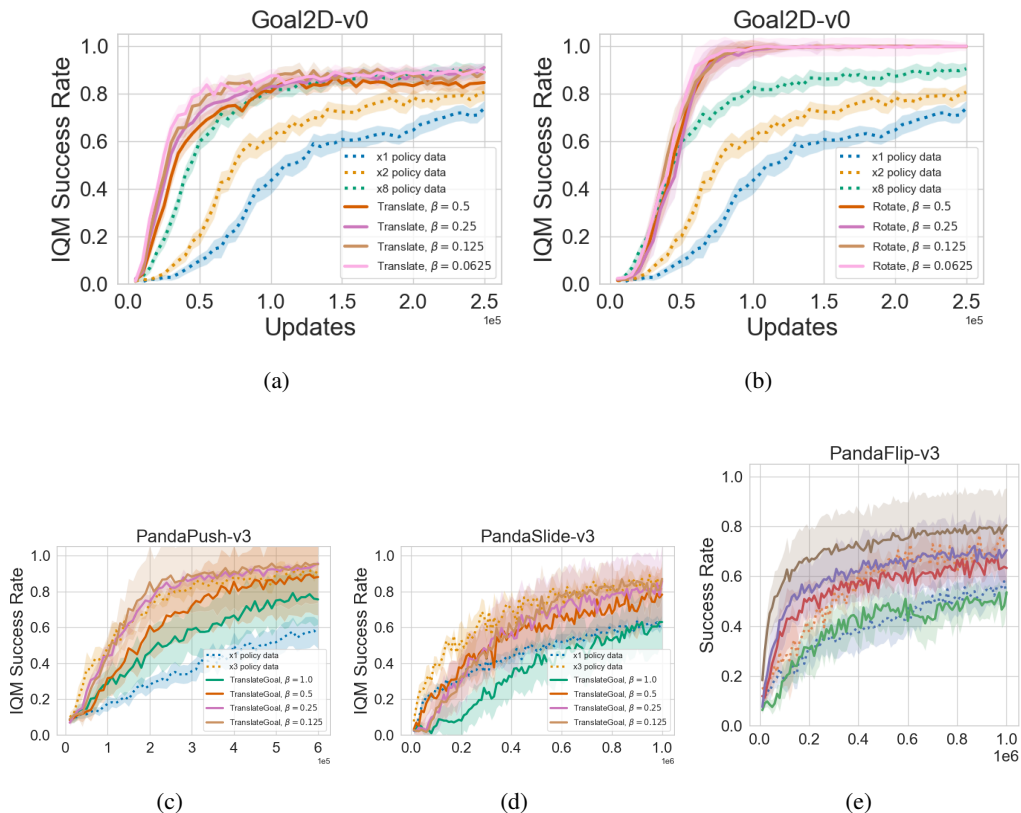 Goal2D-v0
IQM Success Rate
1.0
0.8
0.6
0.4
0.2
0.0
x1 policy data
x2 policy data
x8 policy data
Translate, β = 0.5
Translate, β = 0.25
Translate, β = 0.125
Translate, β = 0.0625
0.0 0.5 1.0 1.5 2.0 2.5
1e5
Updates
(a)
Goal2D-v0
IQM Success Rate
1.0
0.8
0.6
0.4
0.2
0.0
x1 policy data
x2 policy data
x8 policy data
Rotate, β = 0.5
Rotate, β = 0.25
Rotate, β = 0.125
Rotate, β = 0.0625
0.0 0.5 1.0 1.5 2.0 2.5
1e5
Updates
(b)
PandaPush-v3
IQM Success Rate
1.0
0.8
0.6
0.4
0.2
0.0
x1 policy data
x3 policy data
TranslateGoal, β = 1.0
TranslateGoal, β = 0.5
TranslateGoal, β = 0.25
TranslateGoal, β = 0.125
0 1 2 3 4 5 6
1e5
(c)
PandaSlide-v3
IQM Success Rate
1.0
0.8
0.6
0.4
0.2
0.0
x1 policy data
x3 policy data
TranslateGoal, β = 1.0
TranslateGoal, β = 0.5
TranslateGoal, β = 0.25
TranslateGoal, β = 0.125
0.0 0.2 0.4 0.6 0.8 1.0
1e6
(d)
PandaFlip-v3
Success Rate
1.0
0.8
0.6
0.4
0.2
0.0
0.0 0.2 0.4 0.6 0.8 1.0
1e6
(e)